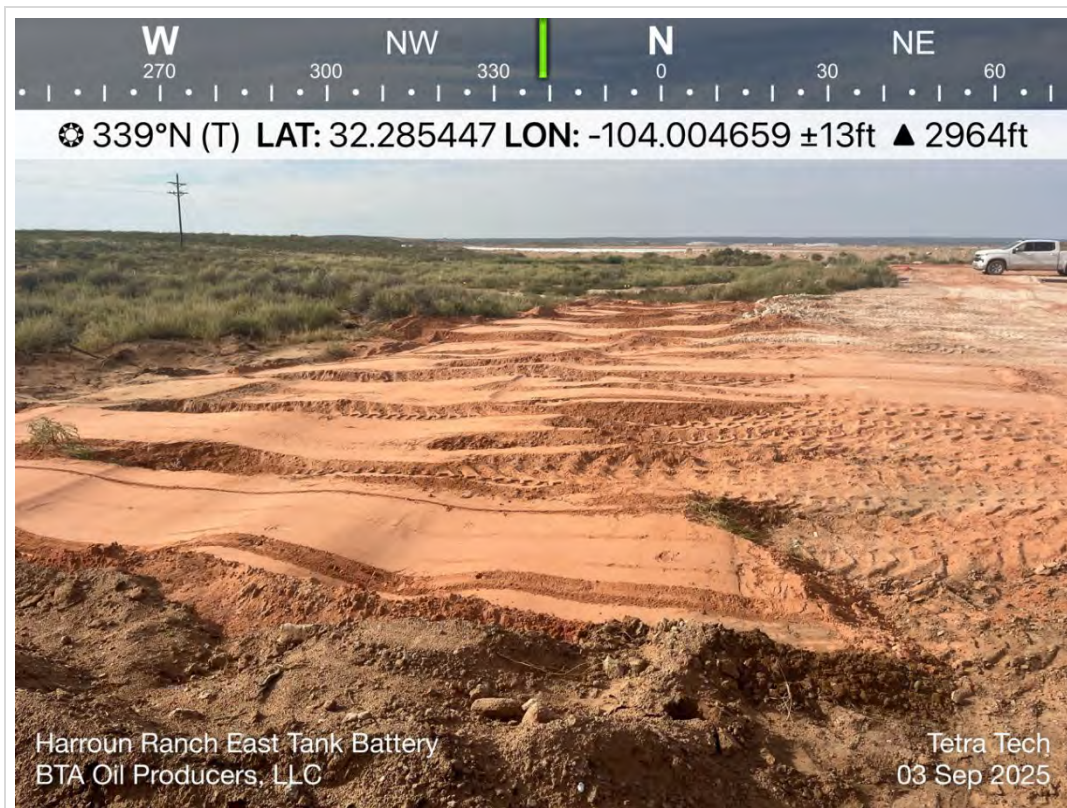 W NW N NE
270 300 330 0 30 60
339°N (T) LAT: 32.285447 LON: -104.004659 ±13ft ▲ 2964ft
Harroun Ranch East Tank Battery
BTA Oil Producers, LLC
Tetra Tech
03 Sep 2025